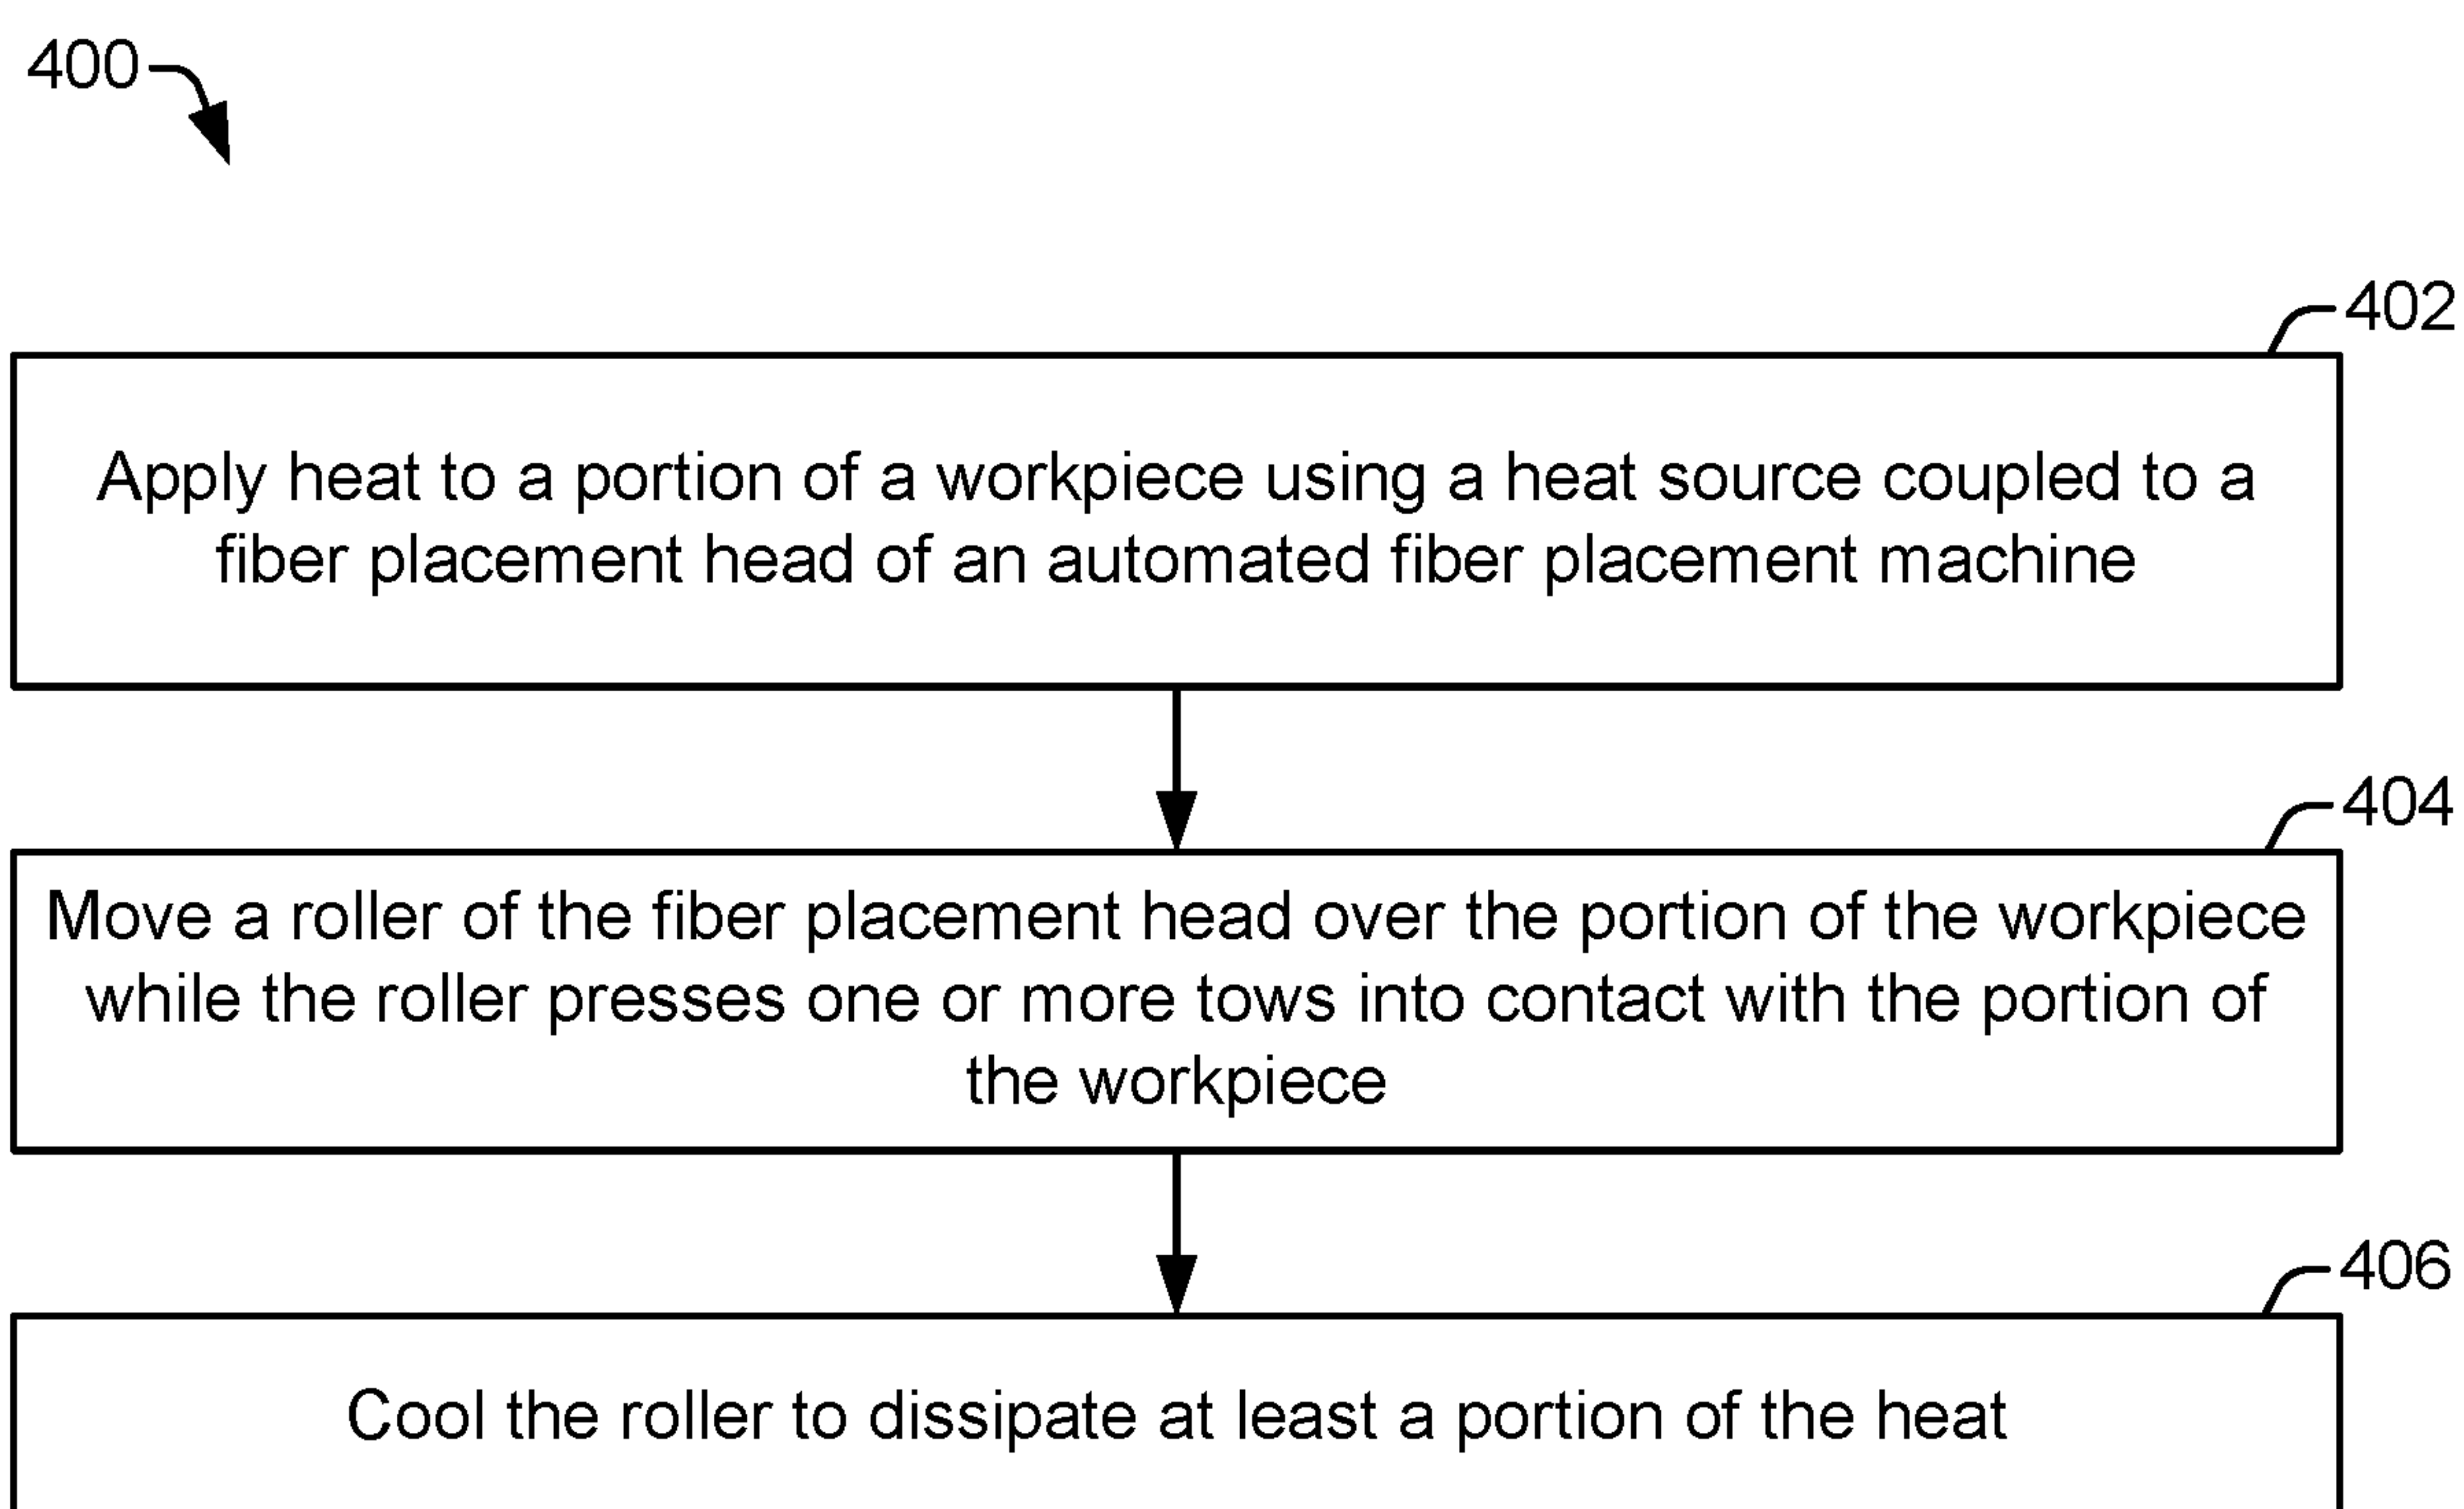 400
402
Apply heat to a portion of a workpiece using a heat source coupled to a
fiber placement head of an automated fiber placement machine
404
Move a roller of the fiber placement head over the portion of the workpiece
while the roller presses one or more tows into contact with the portion of
the workpiece
406
Cool the roller to dissipate at least a portion of the heat